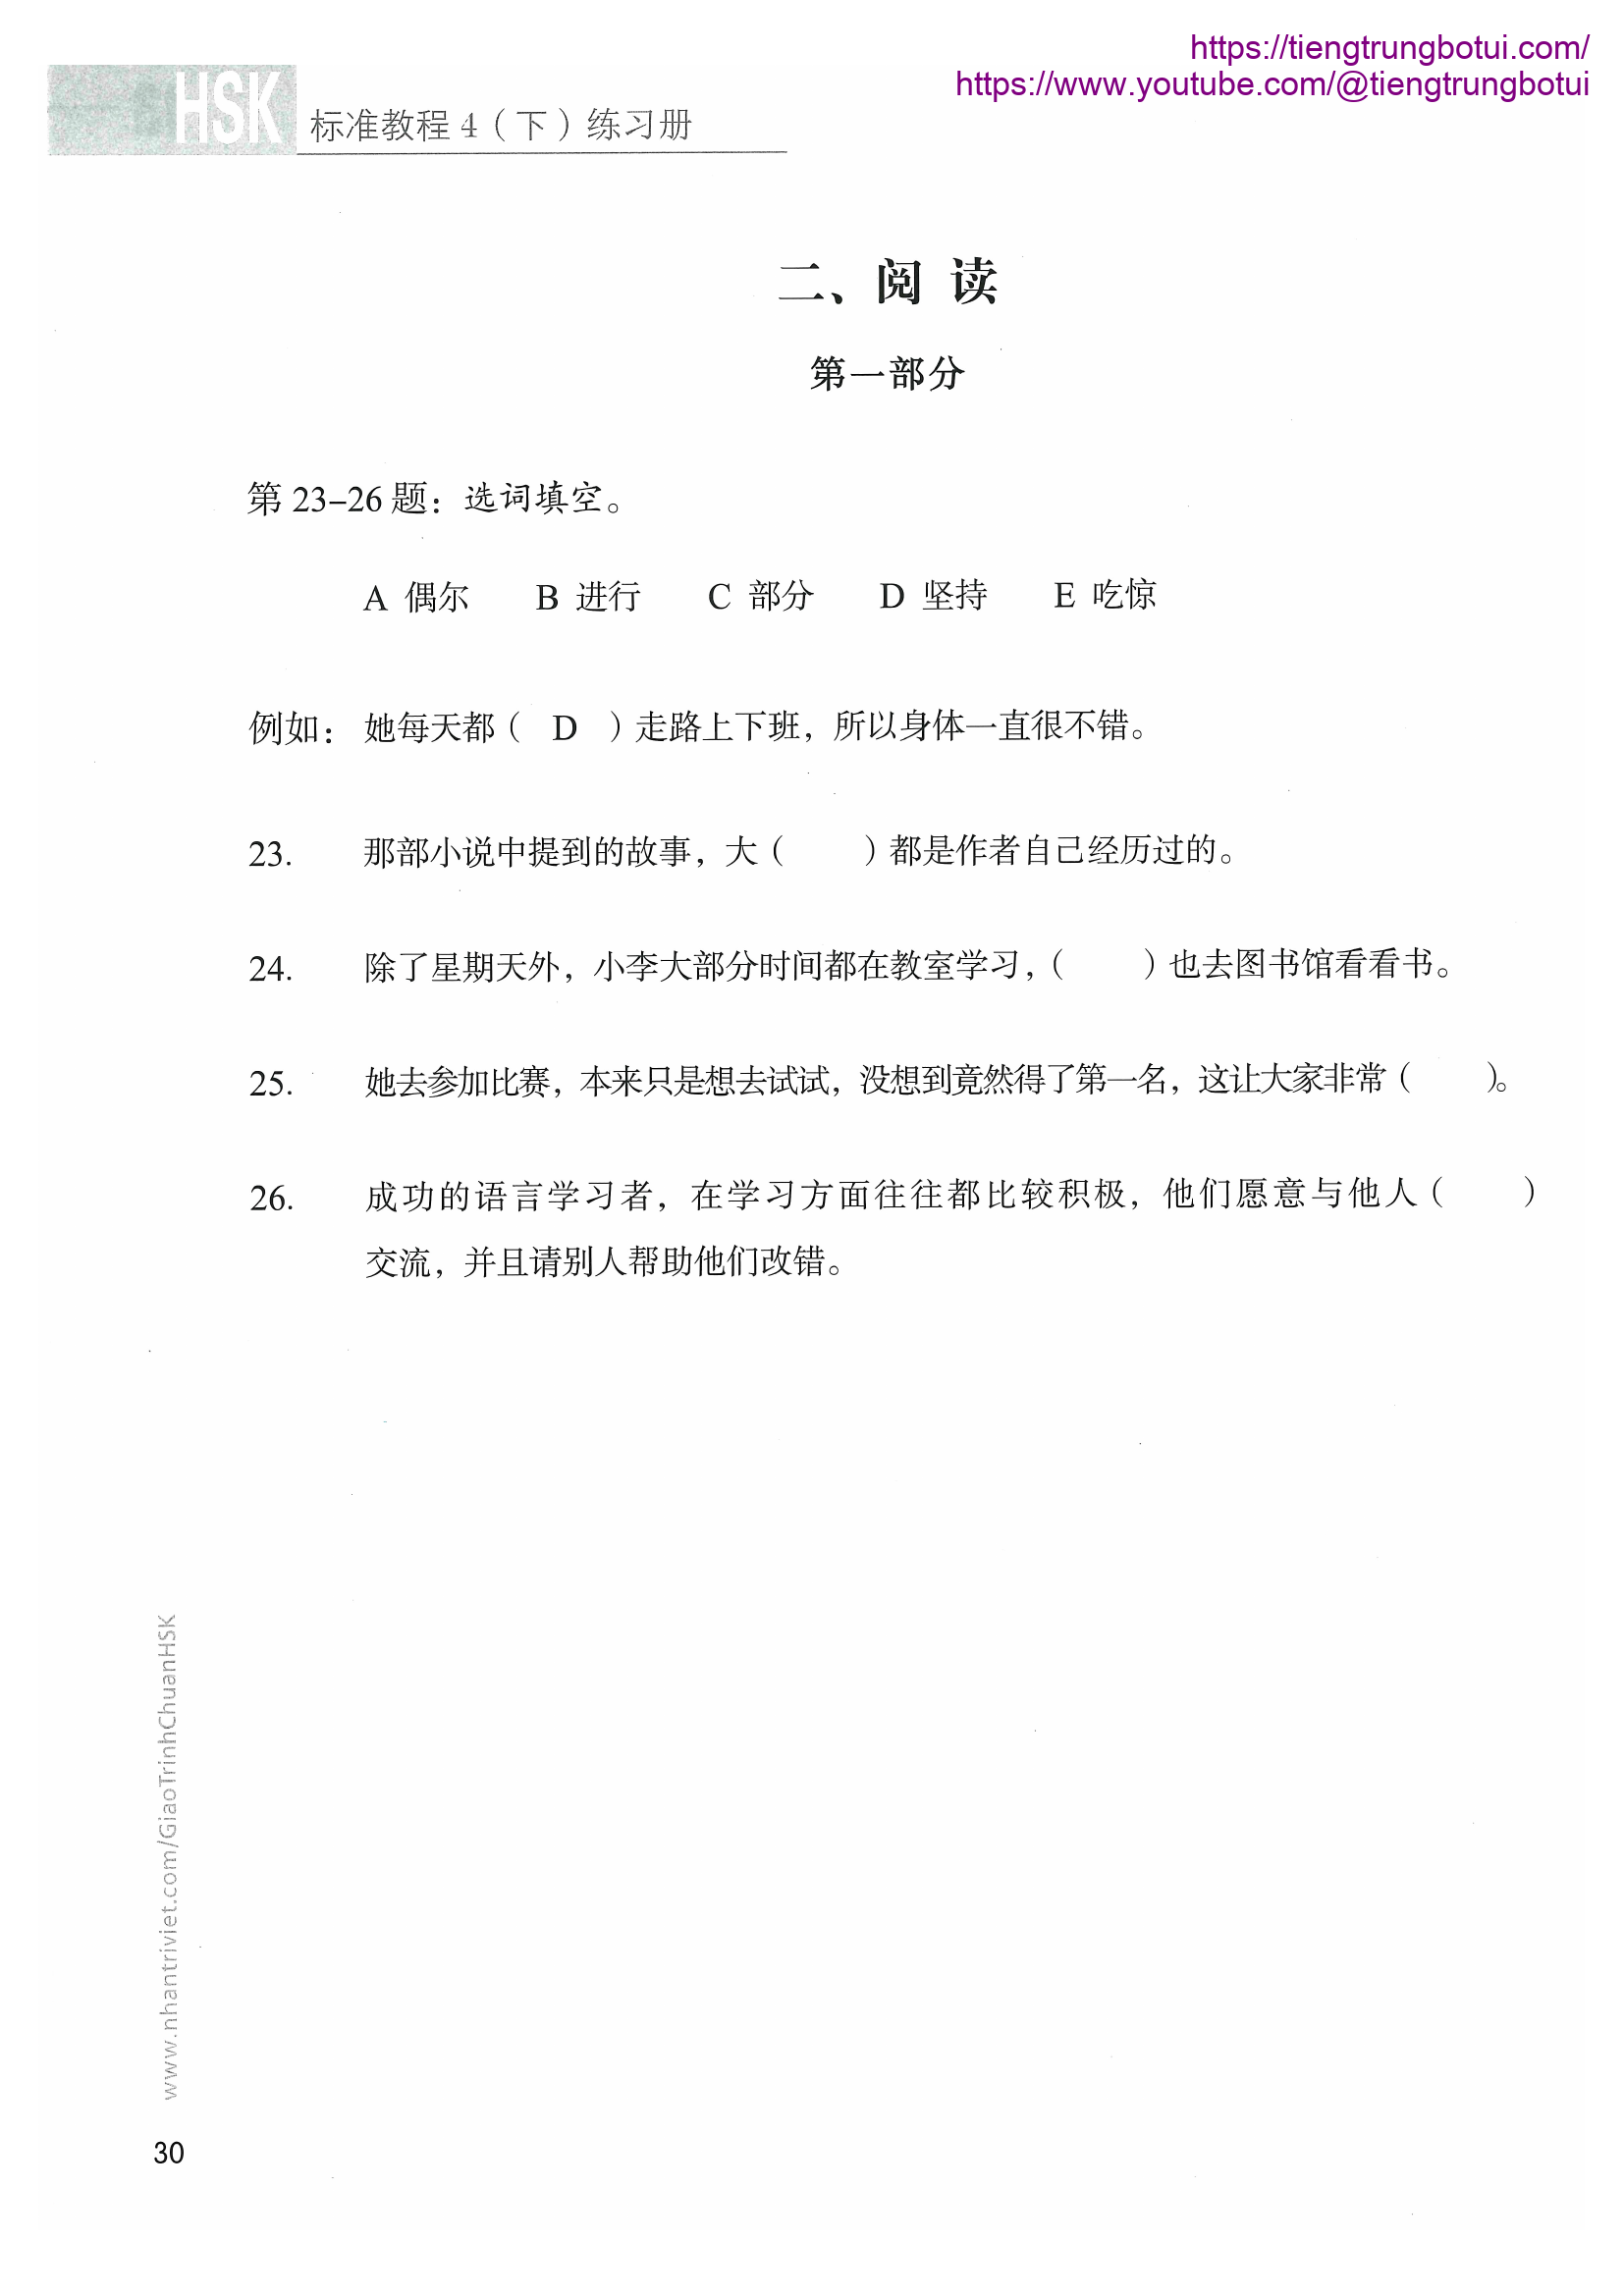 https://tiengtrungbotui.com/
https://www.youtube.com/@tiengtrungbotui
HSK 标准教程 4（下）练习册
二、阅 读
第一部分
第 23–26 题：选词填空。
A 偶尔 B 进行 C 部分 D 坚持 E 吃惊
例如：她每天都（ D ）走路上下班，所以身体一直很不错。
23. 那部小说中提到的故事，大（ ）都是作者自己经历过的。
24. 除了星期天外，小李大部分时间都在教室学习，（ ）也去图书馆看看书。
25. 她去参加比赛，本来只是想去试试，没想到竟然得了第一名，这让大家非常（ ）。
26. 成功的语言学习者，在学习方面往往都比较积极，他们愿意与他人（ ）
交流，并且请别人帮助他们改错。
www.nhantriviet.com/GiaoTrinhChuanHSK
30